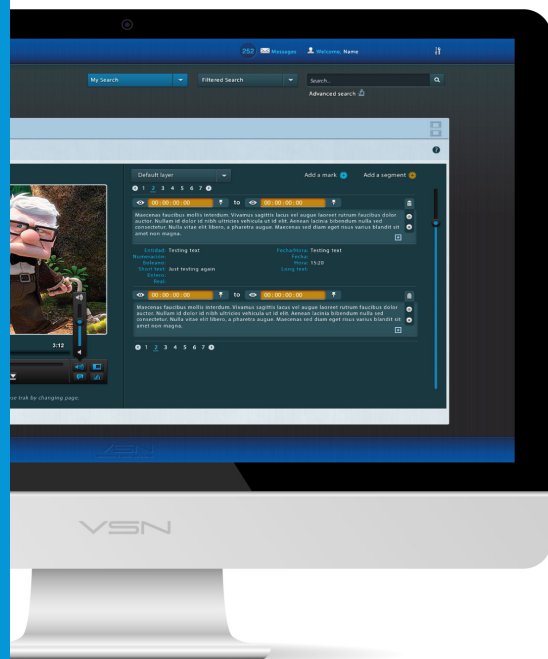 252 Messages Welcome, Name
My Search Filtered Search Search..
Advanced search
Default layer Add a mark Add a segment
1 2 3 4 5 6 7
00:00:00:00 to 00:00:00:00
Maecenas faucibus mollis interdum. Vivamus sagittis lacus vel augue laoreet rutrum faucibus dolor
auctor. Nullam id dolor id nibh ultricies vehicula ut id elit. Aenean lacinia bibendum nulla sed
consectetur. Nulla vitae elit libero, a pharetra augue. Maecenas sed diam eget risus varius blandit sit
amet non magna.
Entidad: Testing text Fecha/Hora: Testing text
Numeración: Fecha:
Boleano: Hora: 15:20
Short text: Just testing again Long text:
Entero:
Real:
00:00:00:00 to 00:00:00:00
Maecenas faucibus mollis interdum. Vivamus sagittis lacus vel augue laoreet rutrum faucibus dolor
auctor. Nullam id dolor id nibh ultricies vehicula ut id elit. Aenean lacinia bibendum nulla sed
consectetur. Nulla vitae elit libero, a pharetra augue. Maecenas sed diam eget risus varius blandit sit
amet non magna.
1 2 3 4 5 6 7
3:12
trak by changing page.
VSN
VSN